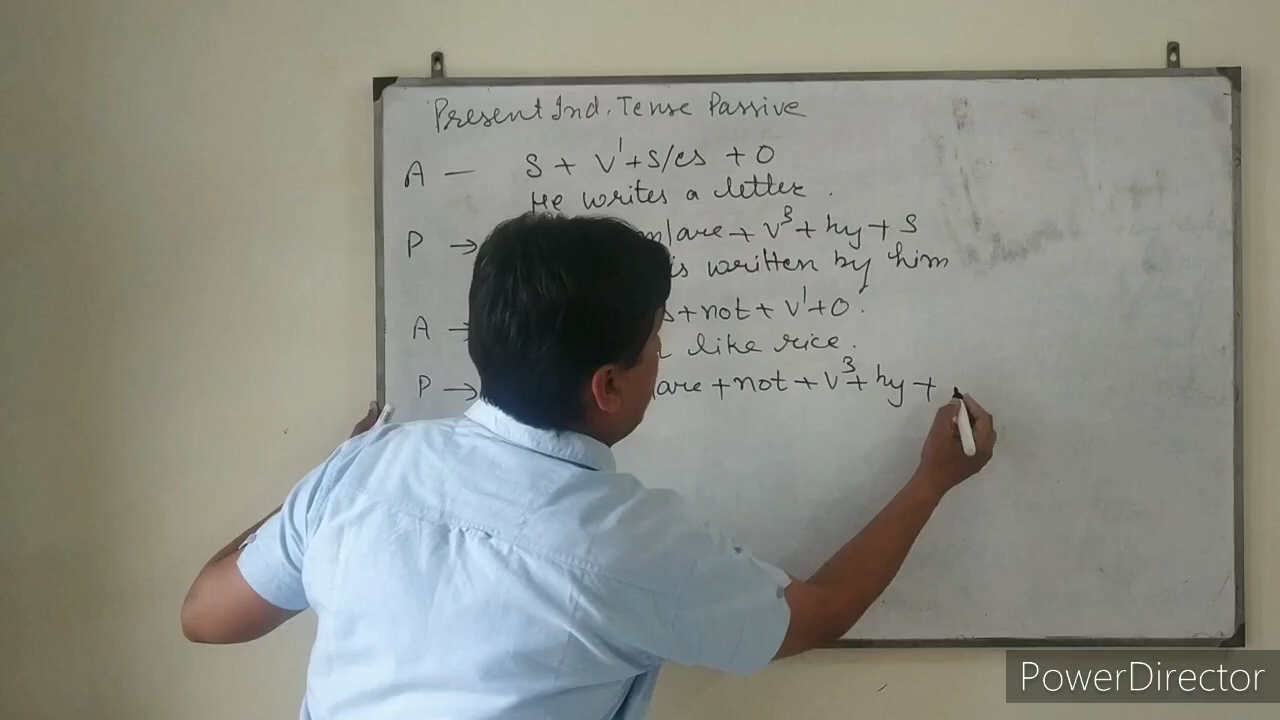 Present Ind. Tense Passive
A — S + V¹ + S/es + O
He writes a letter.
P → m/are + V³ + by + S
is written by him
A → s + not + V¹ + O.
like rice.
P → /are + not + V³ + by +
PowerDirector